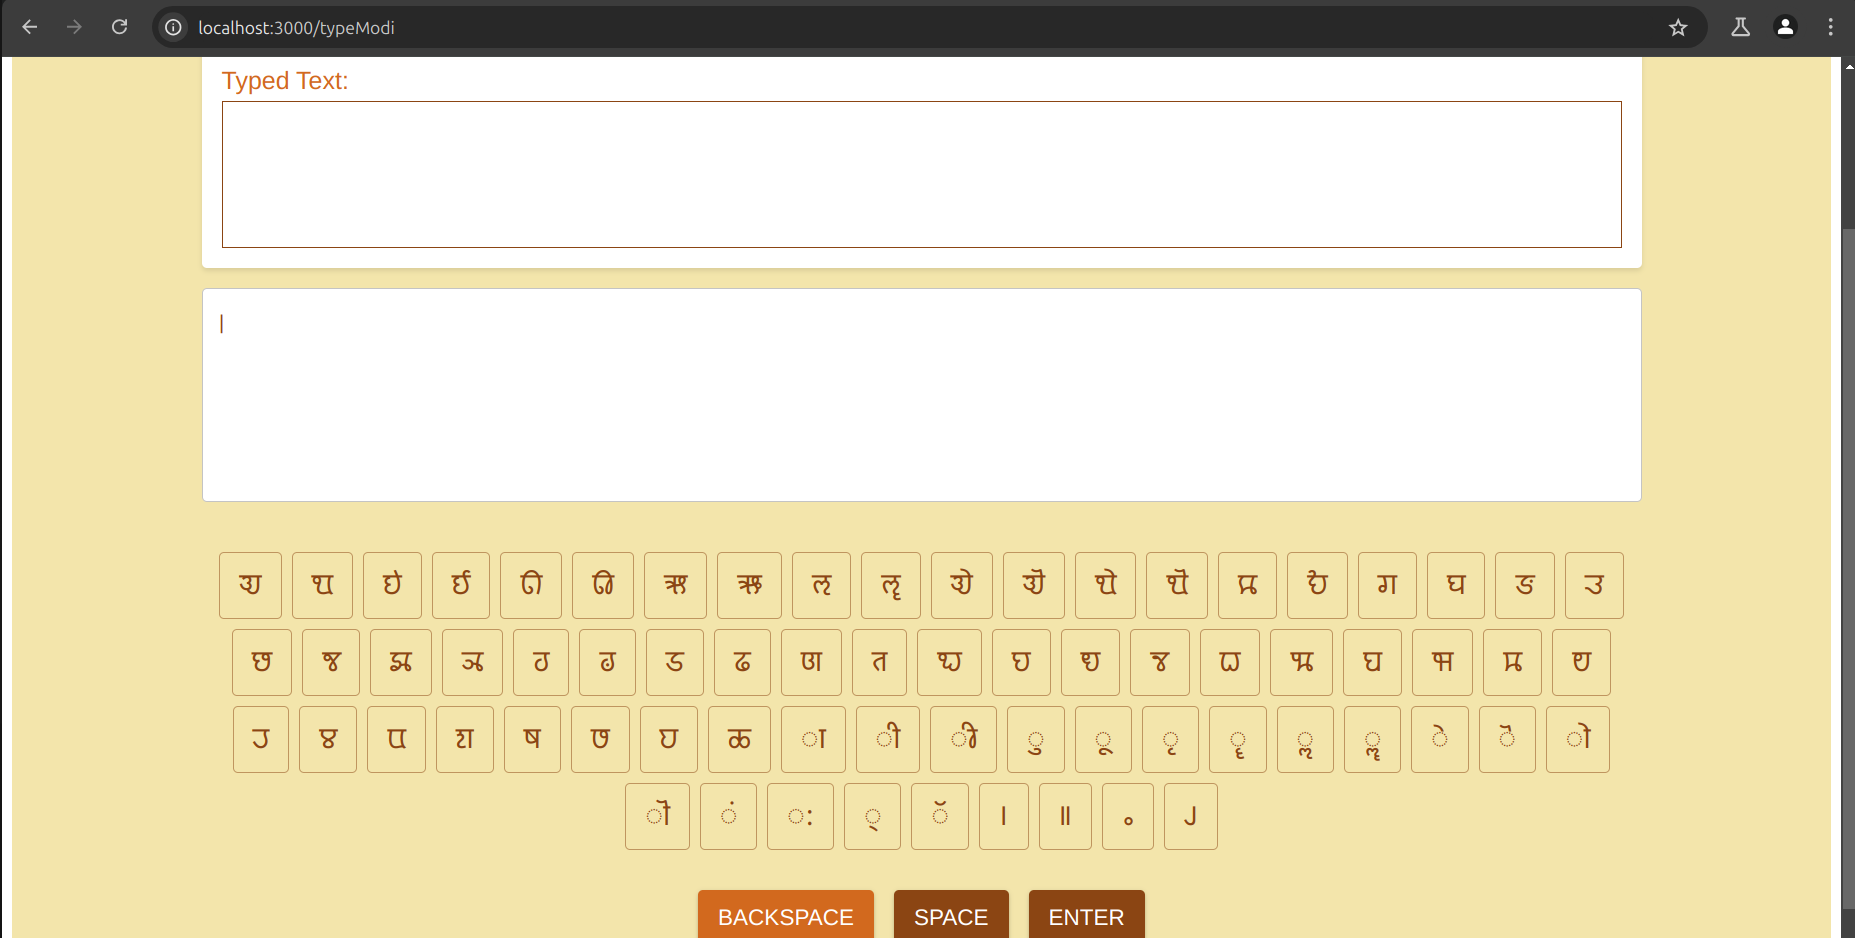 localhost:3000/typeModi
Typed Text:
𑘀 𑘁 𑘂 𑘃 𑘄 𑘅 𑘆 𑘇 𑘈 𑘉 𑘊 𑘋 𑘌 𑘍 𑘎 𑘏 𑘐 𑘑 𑘒 𑘓
𑘔 𑘕 𑘖 𑘗 𑘘 𑘙 𑘚 𑘛 𑘜 𑘝 𑘞 𑘟 𑘠 𑘡 𑘢 𑘣 𑘤 𑘥 𑘦 𑘧
𑘨 𑘩 𑘪 𑘫 𑘬 𑘭 𑘮 𑘯 𑘰 𑘱 𑘲 𑘳 𑘴 𑘵 𑘶 𑘷 𑘸 𑘹 𑘺 𑘻
𑘼 𑘽 𑘾 𑘿 𑙀 𑙁 𑙂 𑙃 𑙄
BACKSPACE SPACE ENTER